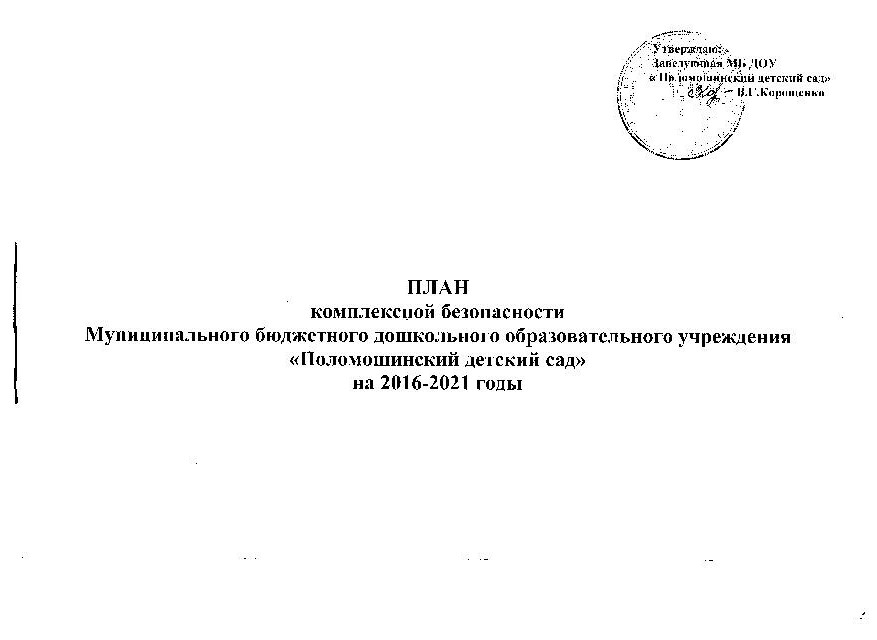 Утверждаю:
Заведующая МБ ДОУ
«Поломошинский детский сад»
В.Г.Корощенко
ПЛАН
комплексной безопасности
Муниципального бюджетного дошкольного образовательного учреждения
«Поломошинский детский сад»
на 2016-2021 годы